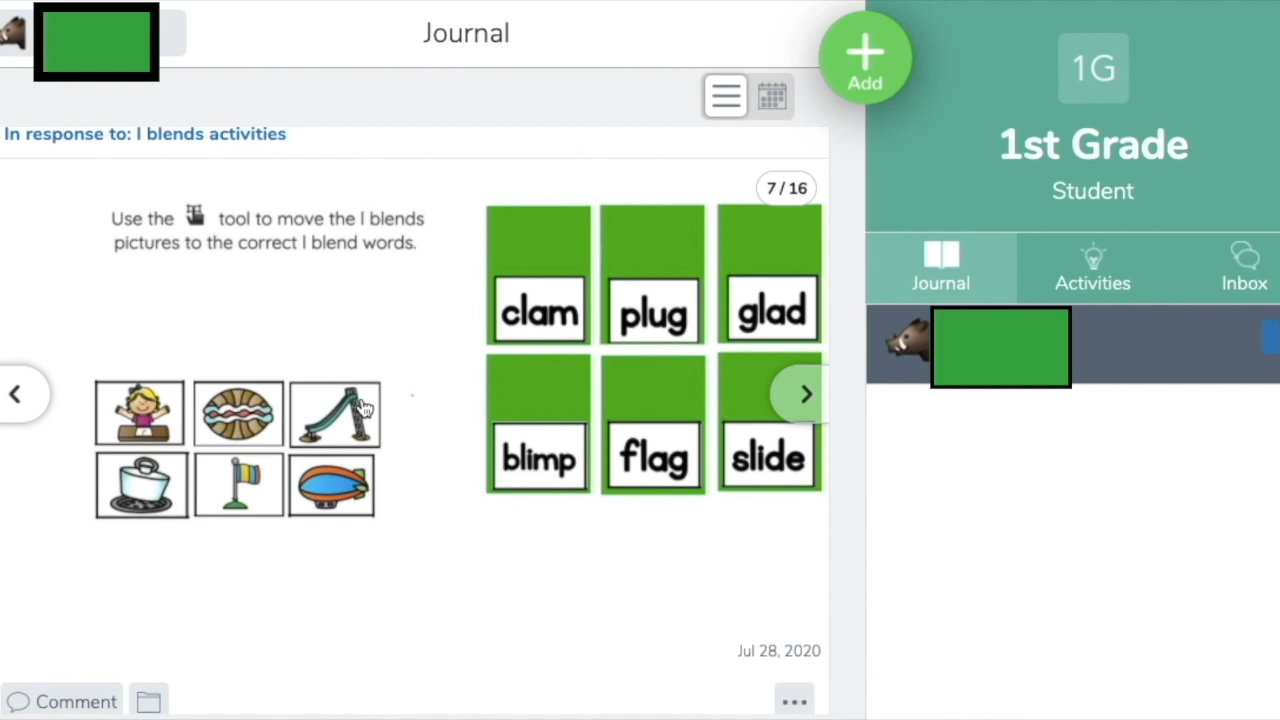 Journal
Add
1G
1st Grade
Student
Journal
Activities
Inbox
In response to: l blends activities
7 / 16
Use the tool to move the l blends
pictures to the correct l blend words.
clam
plug
glad
blimp
flag
slide
Jul 28, 2020
Comment